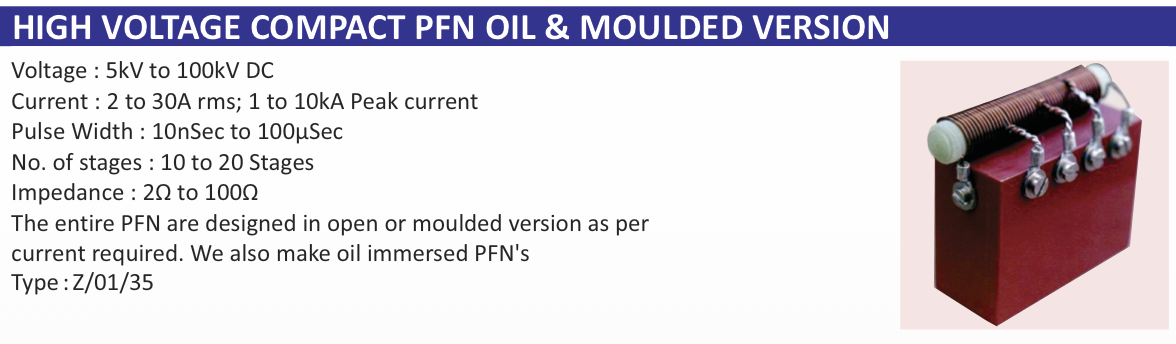 HIGH VOLTAGE COMPACT PFN OIL & MOULDED VERSION
Voltage : 5kV to 100kV DC
Current : 2 to 30A rms; 1 to 10kA Peak current
Pulse Width : 10nSec to 100µSec
No. of stages : 10 to 20 Stages
Impedance : 2Ω to 100Ω
The entire PFN are designed in open or moulded version as per
current required. We also make oil immersed PFN's
Type : Z/01/35